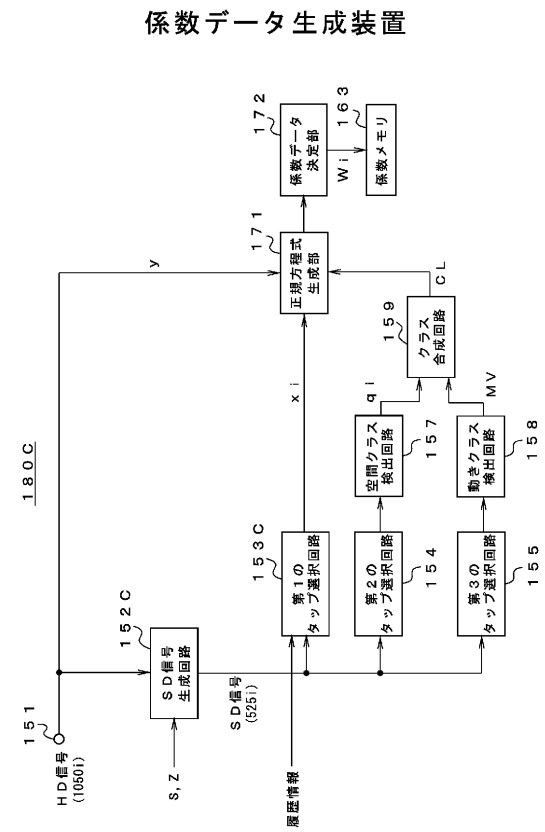 係数データ生成装置
180C
151
HD信号
(1050i)
y
S,Z
152C
SD信号
生成回路
SD信号
(525i)
履歴情報
153C
第1の
タップ選択回路
xi
171
正規方程式
生成部
172
係数データ
決定部
Wi
163
係数メモリ
第2の
タップ選択回路
154
空間クラス
検出回路
157
qi
第3の
タップ選択回路
155
動きクラス
検出回路
158
MV
159
クラス
合成回路
CL